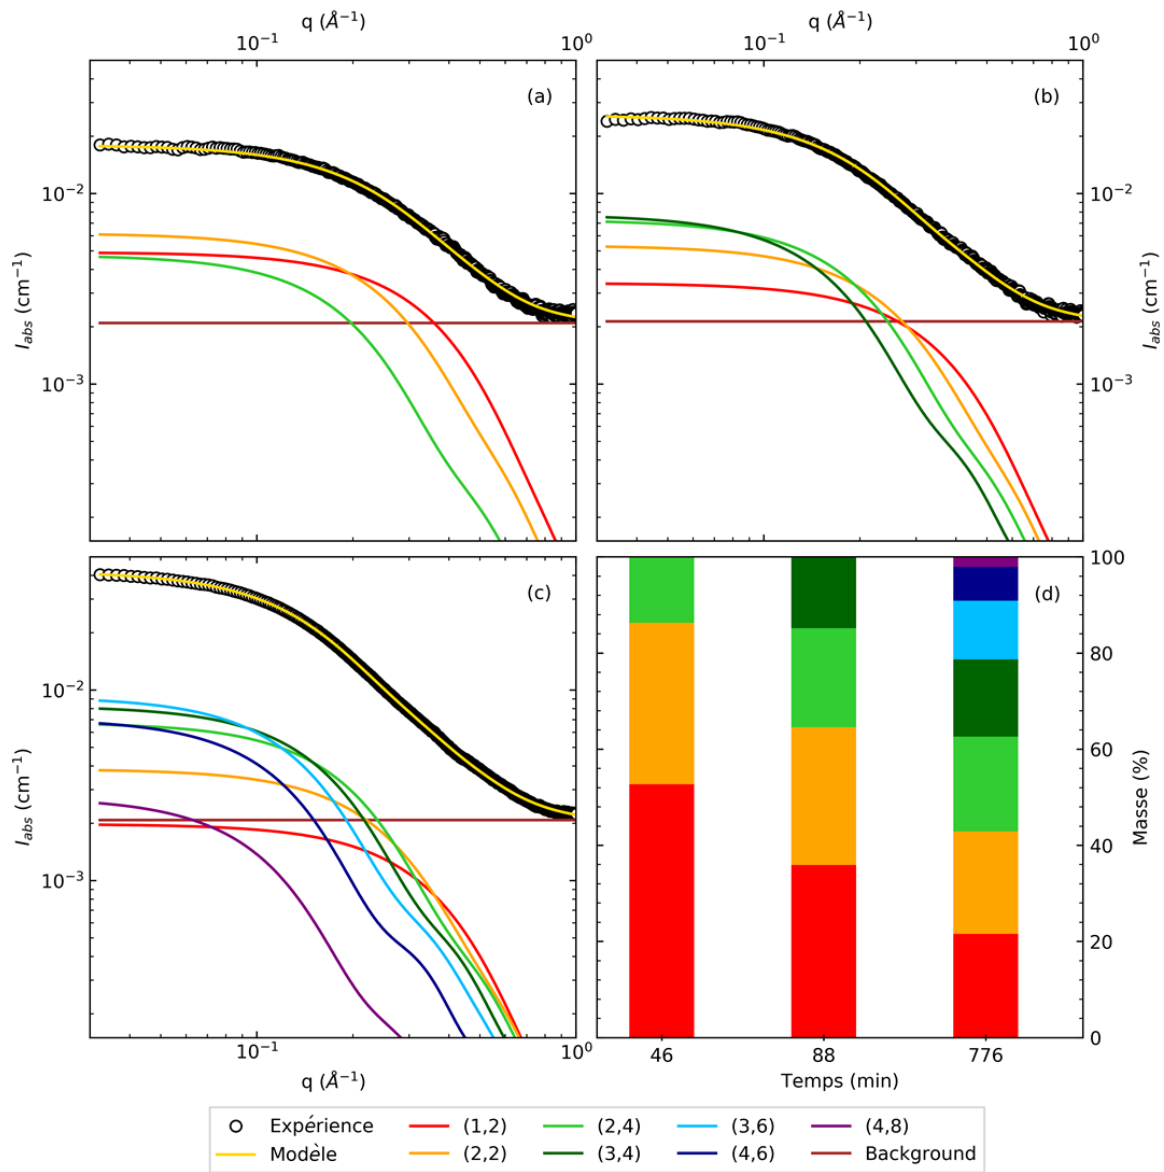 q (Å⁻¹) q (Å⁻¹)
10⁻¹ 10⁰ 10⁻¹ 10⁰
(a) (b)
10⁻² 10⁻²
I_abs (cm⁻¹) I_abs (cm⁻¹)
10⁻³ 10⁻³
(c) (d) 100
80
10⁻² 60
I_abs (cm⁻¹) Masse (%)
40
10⁻³
20
0
10⁻¹ 10⁰ 46 88 776
q (Å⁻¹) Temps (min)
Expérience (1,2) (2,4) (3,6) (4,8)
Modèle (2,2) (3,4) (4,6) Background